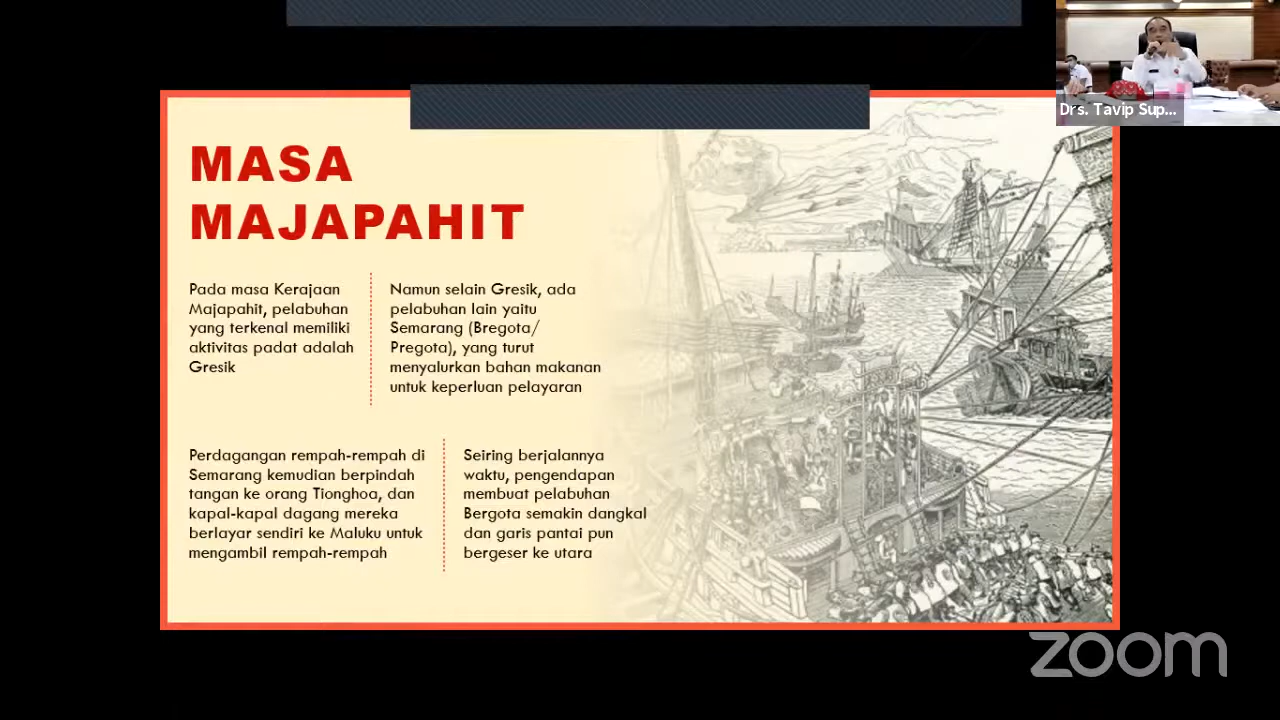 MASA
MAJAPAHIT
Pada masa Kerajaan
Majapahit, pelabuhan
yang terkenal memiliki
aktivitas padat adalah
Gresik
Namun selain Gresik, ada
pelabuhan lain yaitu
Semarang (Bregota/
Pregota), yang turut
menyalurkan bahan makanan
untuk keperluan pelayaran
Perdagangan rempah-rempah di
Semarang kemudian berpindah
tangan ke orang Tionghoa, dan
kapal-kapal dagang mereka
berlayar sendiri ke Maluku untuk
mengambil rempah-rempah
Seiring berjalannya
waktu, pengendapan
membuat pelabuhan
Bergota semakin dangkal
dan garis pantai pun
bergeser ke utara
Drs. Tavip Sup...
zoom